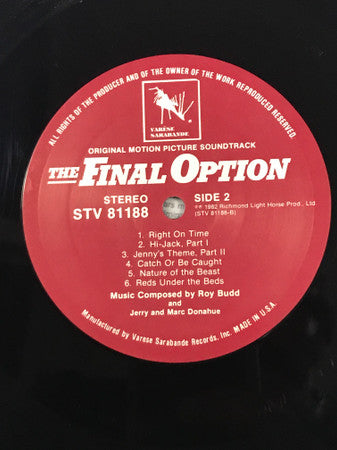 ALL RIGHTS OF THE PRODUCER AND OF THE OWNER OF THE WORK REPRODUCED RESERVED.
VARÈSE
SARABANDE
ORIGINAL MOTION PICTURE SOUNDTRACK
THE FINAL OPTION
STEREO
STV 81188
SIDE 2
℗ 1982 Richmond Light Horse Prod., Ltd.
(STV 81188-B)
1. Right On Time
2. Hi-Jack, Part I
3. Jenny's Theme, Part II
4. Catch Or Be Caught
5. Nature of the Beast
6. Reds Under the Beds
Music Composed by Roy Budd
and
Jerry and Marc Donahue
Manufactured by Varese Sarabande Records, Inc. MADE IN U.S.A.